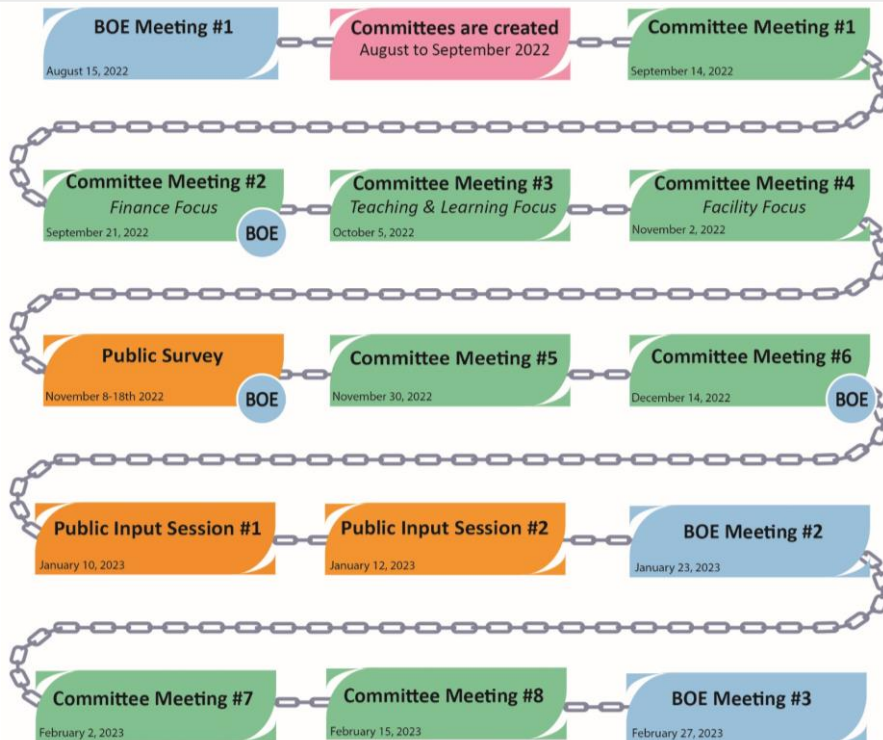 BOE Meeting #1
August 15, 2022
Committees are created
August to September 2022
Committee Meeting #1
September 14, 2022
Committee Meeting #2
Finance Focus
September 21, 2022
BOE
Committee Meeting #3
Teaching & Learning Focus
October 5, 2022
Committee Meeting #4
Facility Focus
November 2, 2022
Public Survey
November 8-18th 2022
BOE
Committee Meeting #5
November 30, 2022
Committee Meeting #6
December 14, 2022
BOE
Public Input Session #1
January 10, 2023
Public Input Session #2
January 12, 2023
BOE Meeting #2
January 23, 2023
Committee Meeting #7
February 2, 2023
Committee Meeting #8
February 15, 2023
BOE Meeting #3
February 27, 2023